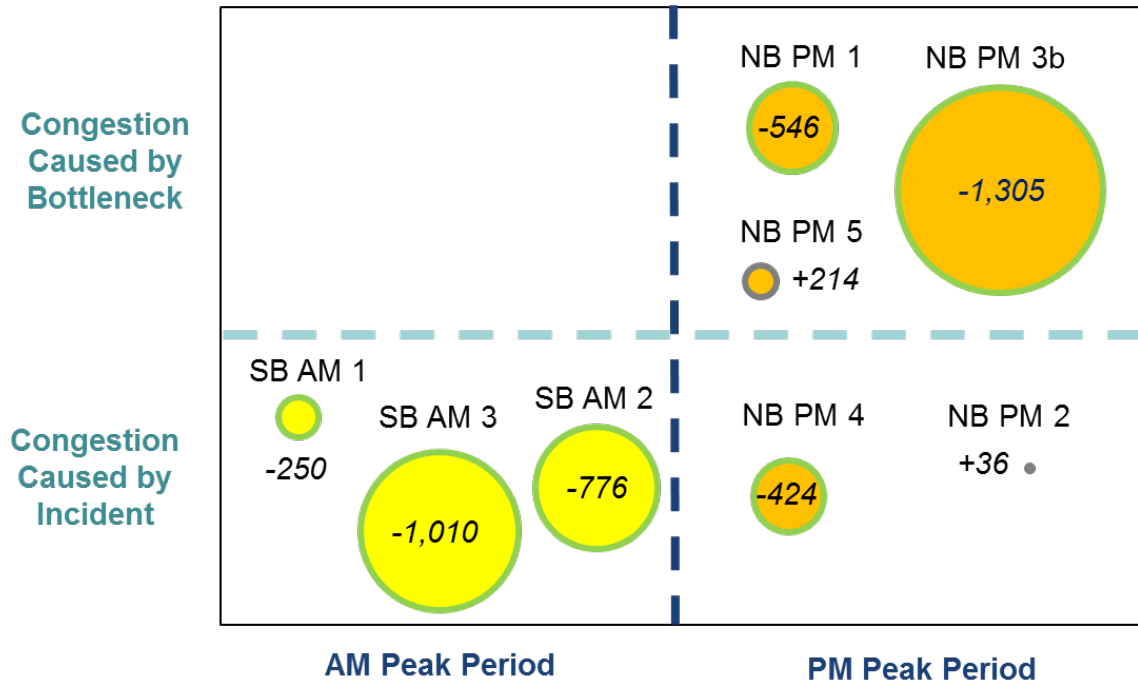 NB PM 1
NB PM 3b
Congestion
Caused by
Bottleneck
-546
-1,305
NB PM 5
+214
SB AM 1
SB AM 3
SB AM 2
NB PM 4
NB PM 2
Congestion
Caused by
Incident
-250
-1,010
-776
-424
+36
AM Peak Period
PM Peak Period